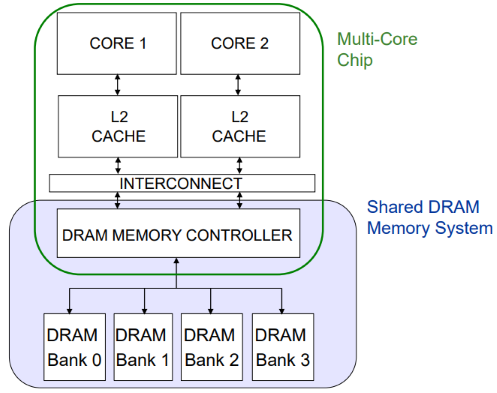 CORE 1
CORE 2
Multi-Core
Chip
L2
CACHE
L2
CACHE
INTERCONNECT
Shared DRAM
Memory System
DRAM MEMORY CONTROLLER
DRAM
Bank 0
DRAM
Bank 1
DRAM
Bank 2
DRAM
Bank 3